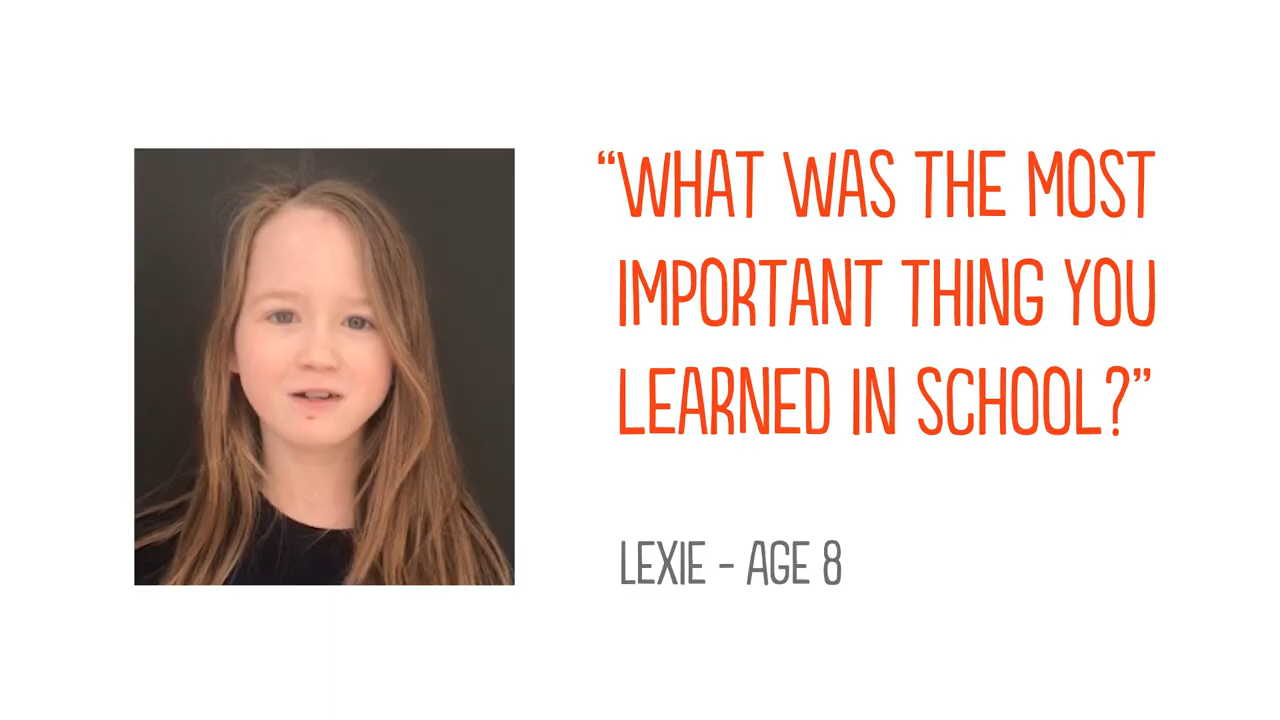 “WHAT WAS THE MOST
IMPORTANT THING YOU
LEARNED IN SCHOOL?”
LEXIE - AGE 8